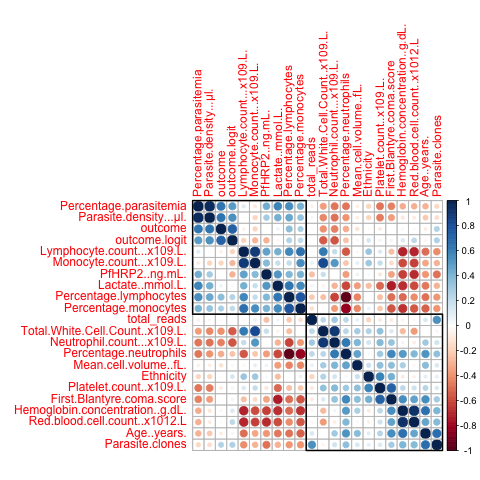 Percentage.parasitemia
Parasite.density...µl.
outcome
outcome.logit
Lymphocyte.count...x109.L.
Monocyte.count...x109.L.
PfHRP2..ng.mL.
Lactate..mmol.L.
Percentage.lymphocytes
Percentage.monocytes
total_reads
Total.White.Cell.Count..x109.L.
Neutrophil.count...x109.L.
Percentage.neutrophils
Mean.cell.volume..fL.
Ethnicity
Platelet.count..x109.L.
First.Blantyre.coma.score
Hemoglobin.concentration..g.dL.
Red.blood.cell.count..x1012.L
Age..years.
Parasite.clones
Percentage.parasitemia
Parasite.density...µl.
outcome
outcome.logit
Lymphocyte.count...x109.L.
Monocyte.count...x109.L.
PfHRP2..ng.mL.
Lactate..mmol.L.
Percentage.lymphocytes
Percentage.monocytes
total_reads
Total.White.Cell.Count..x109.L.
Neutrophil.count...x109.L.
Percentage.neutrophils
Mean.cell.volume..fL.
Ethnicity
Platelet.count..x109.L.
First.Blantyre.coma.score
Hemoglobin.concentration..g.dL.
Red.blood.cell.count..x1012.L
Age..years.
Parasite.clones
1
0.8
0.6
0.4
0.2
0
-0.2
-0.4
-0.6
-0.8
-1